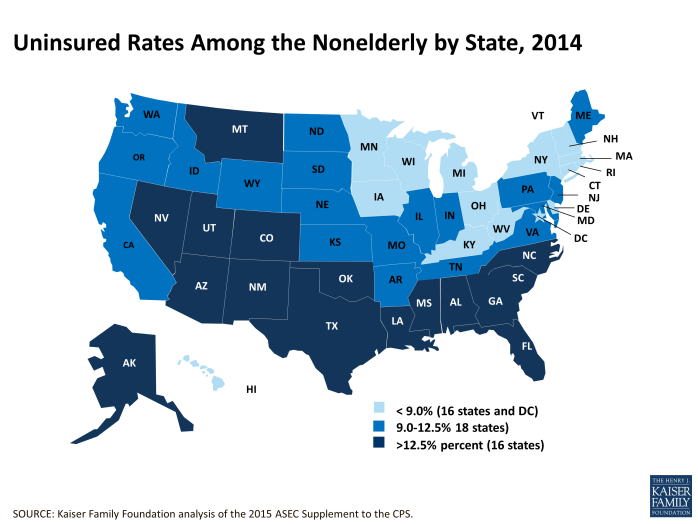 Uninsured Rates Among the Nonelderly by State, 2014
WA
MT
ND
MN
VT
ME
NH
OR
ID
SD
WI
MI
NY
MA
RI
WY
CT
IA
PA
NJ
NE
DE
NV
IL
IN
OH
MD
UT
CO
WV
VA
DC
CA
KS
MO
KY
NC
TN
AZ
NM
OK
AR
SC
MS
AL
GA
TX
LA
FL
AK
HI
< 9.0% (16 states and DC)
9.0-12.5% 18 states)
>12.5% percent (16 states)
SOURCE: Kaiser Family Foundation analysis of the 2015 ASEC Supplement to the CPS.
THE HENRY J.
KAISER
FAMILY
FOUNDATION